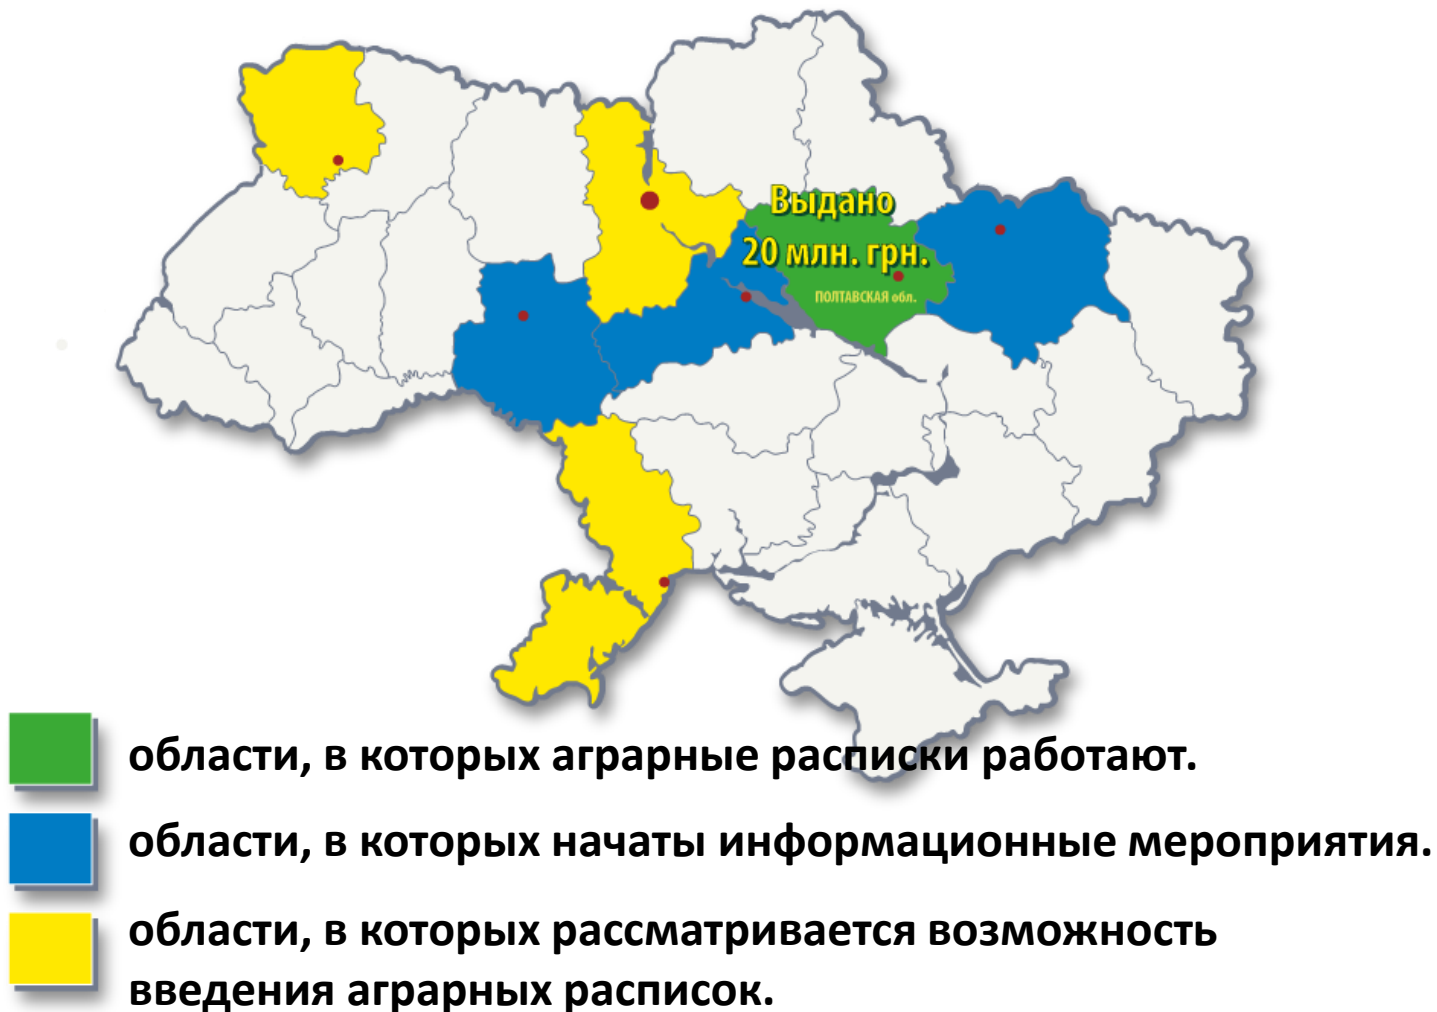 Выдано
20 млн. грн.
ПОЛТАВСКАЯ обл.
области, в которых аграрные расписки работают.
области, в которых начаты информационные мероприятия.
области, в которых рассматривается возможность
введения аграрных расписок.